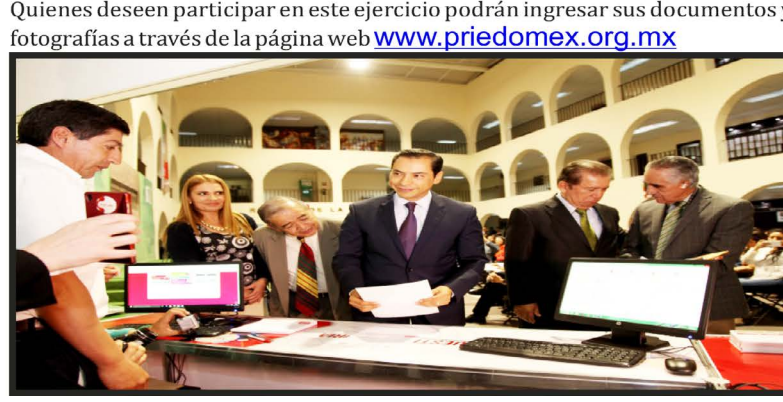 Quienes deseen participar en este ejercicio podrán ingresar sus documentos y
fotografías a través de la página web www.priedomex.org.mx